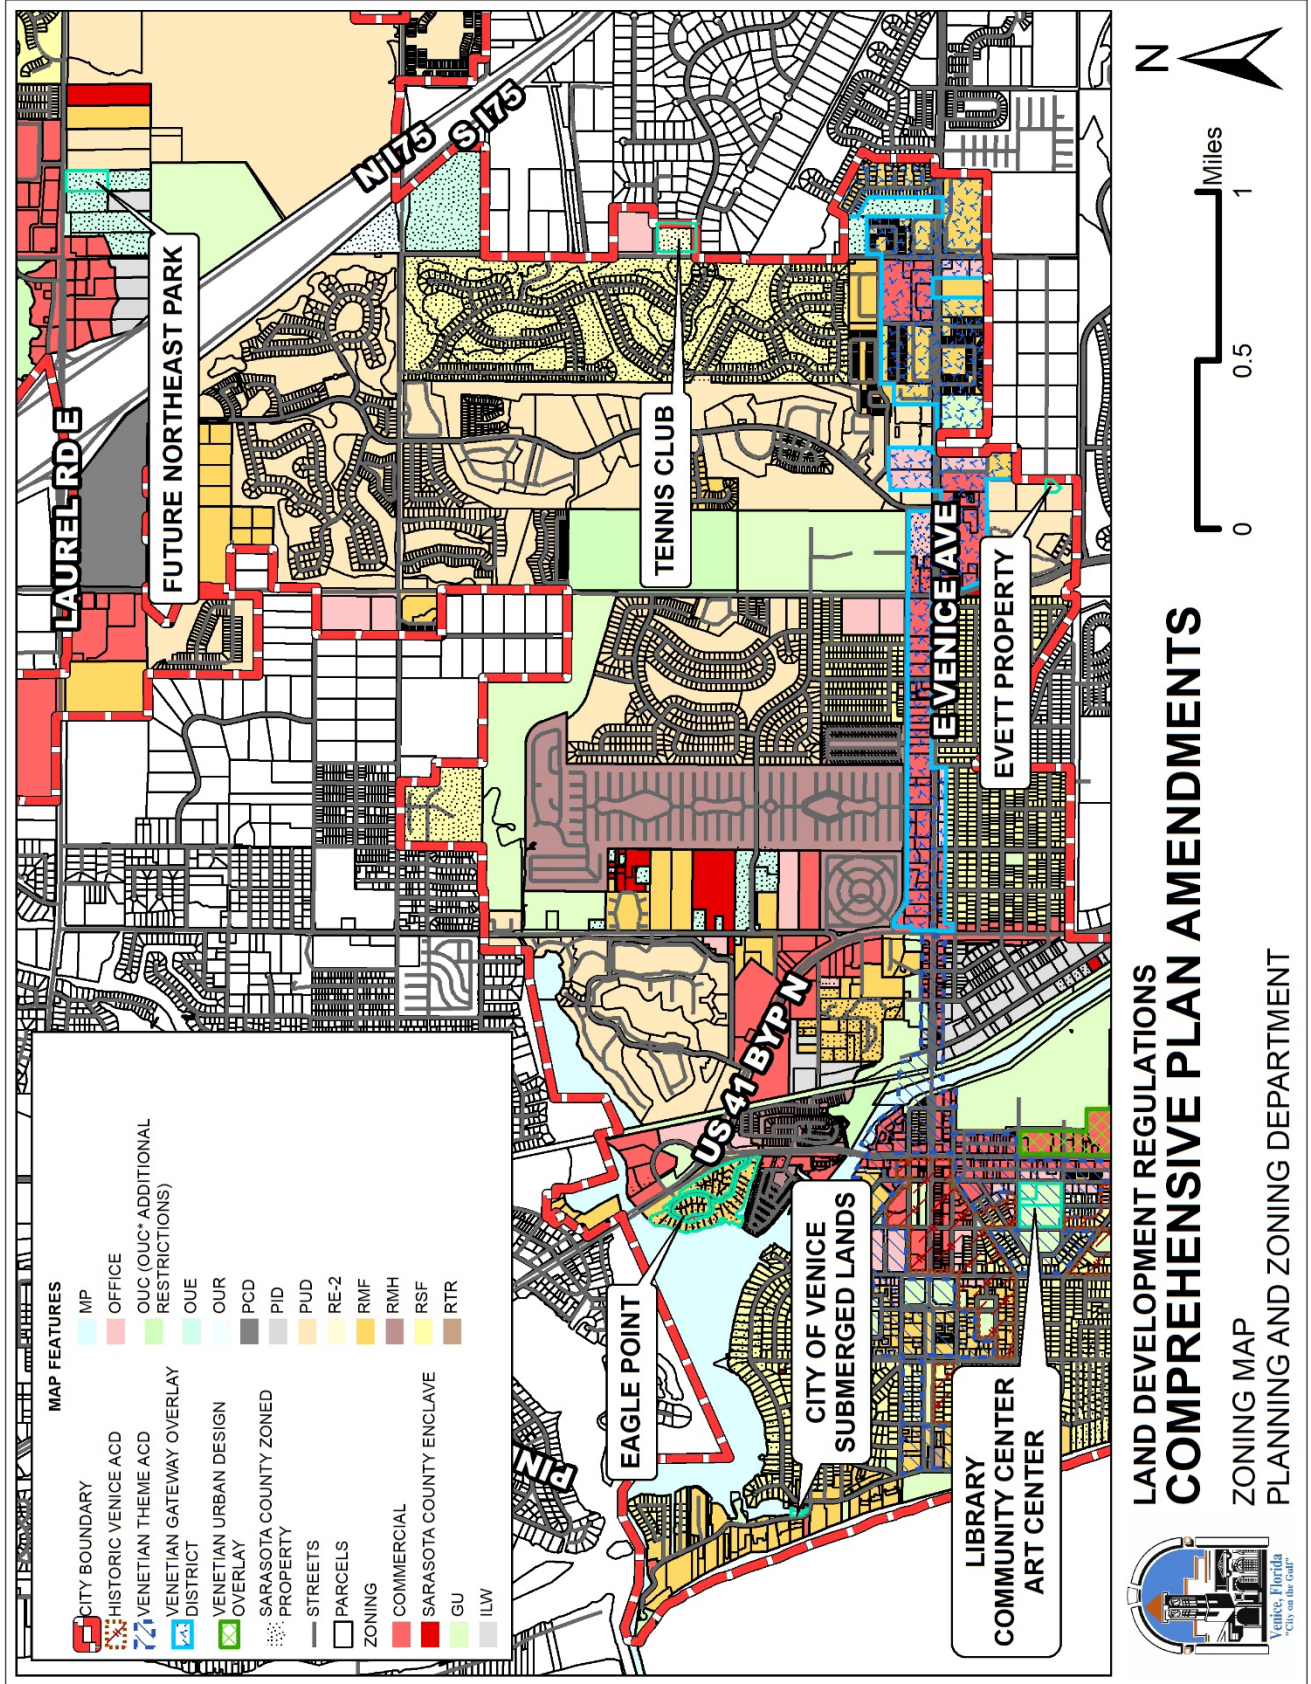 MAP FEATURES
CITY BOUNDARY
HISTORIC VENICE ACD
VENETIAN THEME ACD
VENETIAN GATEWAY OVERLAY
DISTRICT
VENETIAN URBAN DESIGN
OVERLAY
SARASOTA COUNTY ZONED
PROPERTY
STREETS
PARCELS
ZONING
COMMERCIAL
SARASOTA COUNTY ENCLAVE
GU
ILW
MP
OFFICE
OUC (OUC* ADDITIONAL
RESTRICTIONS)
OUE
OUR
PCD
PID
PUD
RE-2
RMF
RMH
RSF
RTR
LAUREL RD E
FUTURE NORTHEAST PARK
N I75
S I75
TENNIS CLUB
E VENICE AVE
EVETT PROPERTY
US 41 BYP N
PIN
EAGLE POINT
CITY OF VENICE
SUBMERGED LANDS
LIBRARY
COMMUNITY CENTER
ART CENTER
Venice, Florida
"City on the Gulf"
LAND DEVELOPMENT REGULATIONS
COMPREHENSIVE PLAN AMENDMENTS
ZONING MAP
PLANNING AND ZONING DEPARTMENT
0
0.5
1
Miles
N